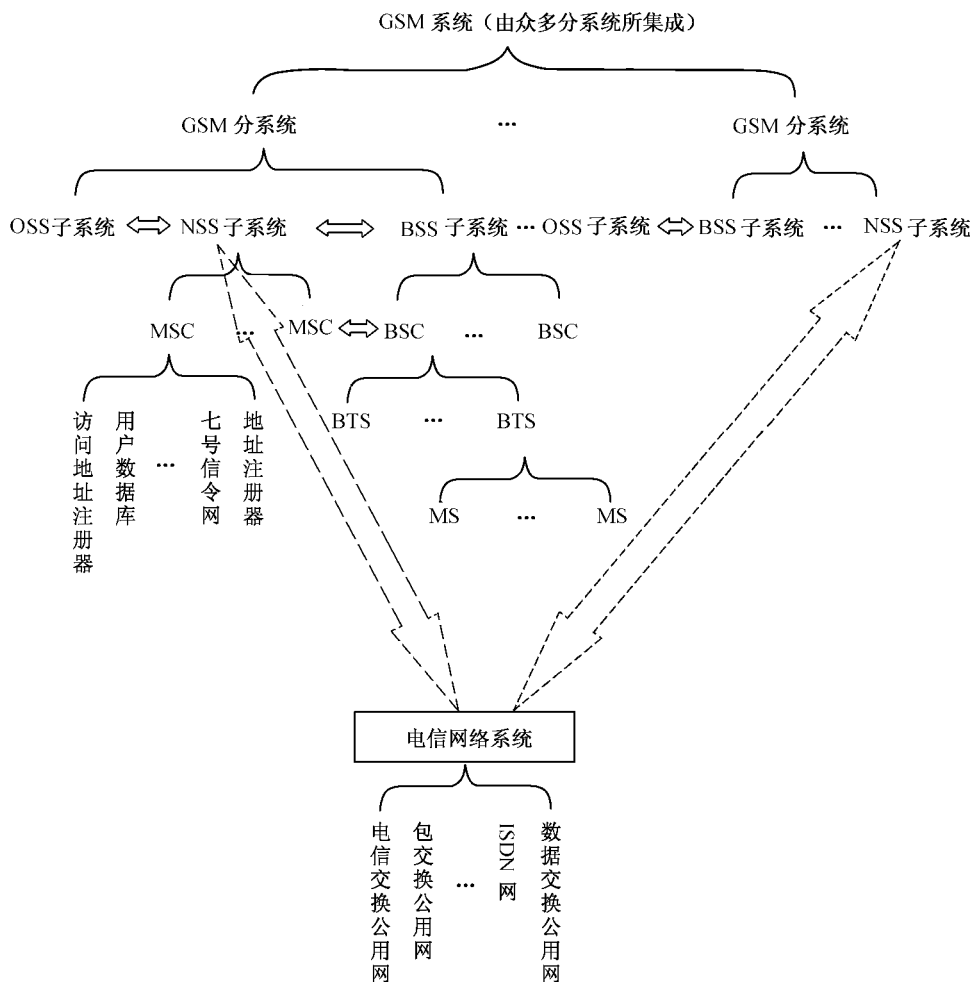 GSM 系统（由众多分系统所集成）
GSM 分系统 … GSM 分系统
OSS子系统 NSS 子系统 BSS 子系统 … OSS 子系统 BSS 子系统 … NSS 子系统
MSC … MSC BSC … BSC
BTS … BTS
访问地址注册器
用户数据库
…
七号信令网
地址注册器
MS … MS
电信网络系统
电信交换公用网
包交换公用网
…
ISDN 网
数据交换公用网